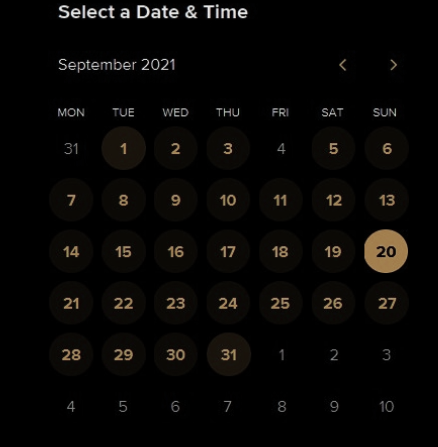 Select a Date & Time
September 2021
MON TUE WED THU FRI SAT SUN
31 1 2 3 4 5 6
7 8 9 10 11 12 13
14 15 16 17 18 19 20
21 22 23 24 25 26 27
28 29 30 31 1 2 3
4 5 6 7 8 9 10